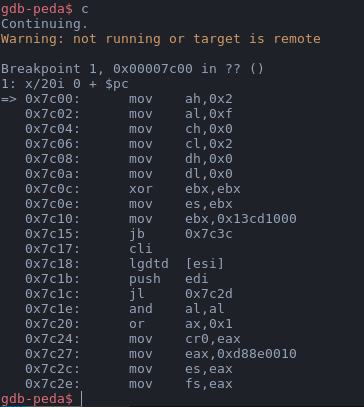 gdb-peda$ c
Continuing.
Warning: not running or target is remote
Breakpoint 1, 0x00007c00 in ?? ()
1: x/20i 0 + $pc
=> 0x7c00: mov ah,0x2
0x7c02: mov al,0xf
0x7c04: mov ch,0x0
0x7c06: mov cl,0x2
0x7c08: mov dh,0x0
0x7c0a: mov dl,0x0
0x7c0c: xor ebx,ebx
0x7c0e: mov es,ebx
0x7c10: mov ebx,0x13cd1000
0x7c15: jb 0x7c3c
0x7c17: cli
0x7c18: lgdtd [esi]
0x7c1b: push edi
0x7c1c: jl 0x7c2d
0x7c1e: and al,al
0x7c20: or ax,0x1
0x7c24: mov cr0,eax
0x7c27: mov eax,0xd88e0010
0x7c2c: mov es,eax
0x7c2e: mov fs,eax
gdb-peda$